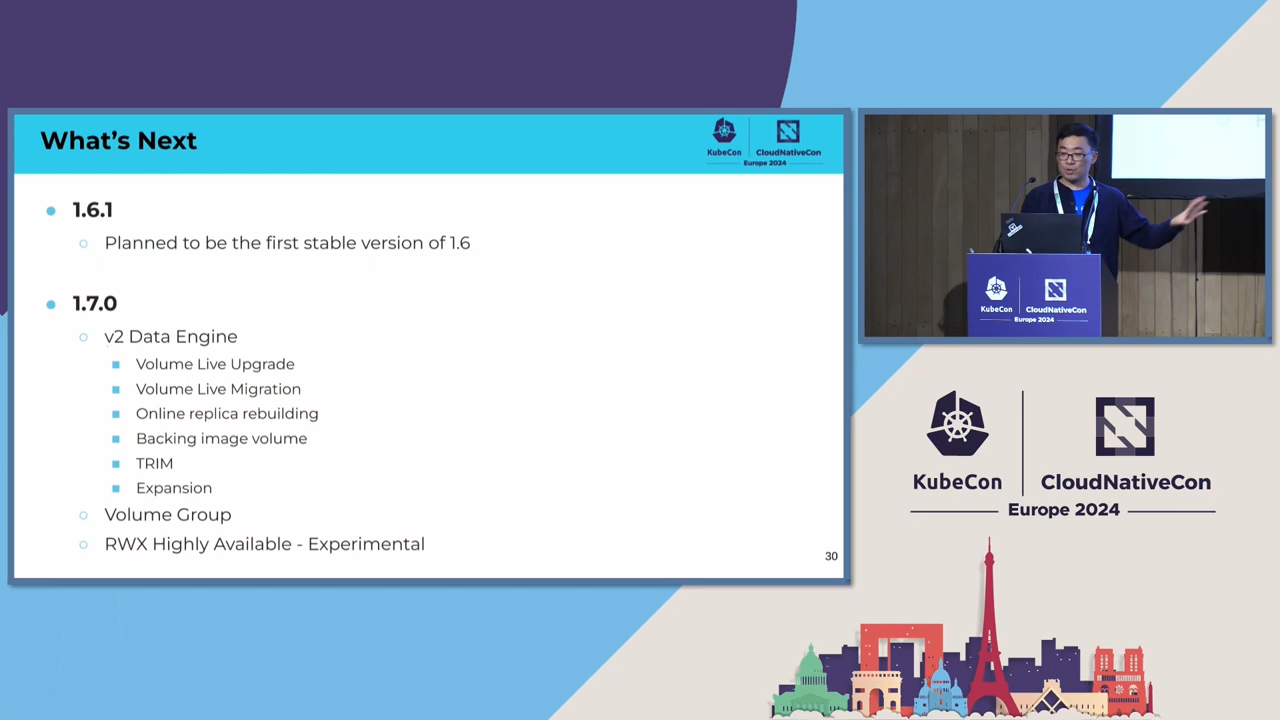 What's Next
KubeCon
CloudNativeCon
Europe 2024
1.6.1
Planned to be the first stable version of 1.6
1.7.0
v2 Data Engine
Volume Live Upgrade
Volume Live Migration
Online replica rebuilding
Backing image volume
TRIM
Expansion
Volume Group
RWX Highly Available - Experimental
30
KubeCon
CloudNativeCon
Europe 2024
KubeCon
CloudNativeCon
Europe 2024